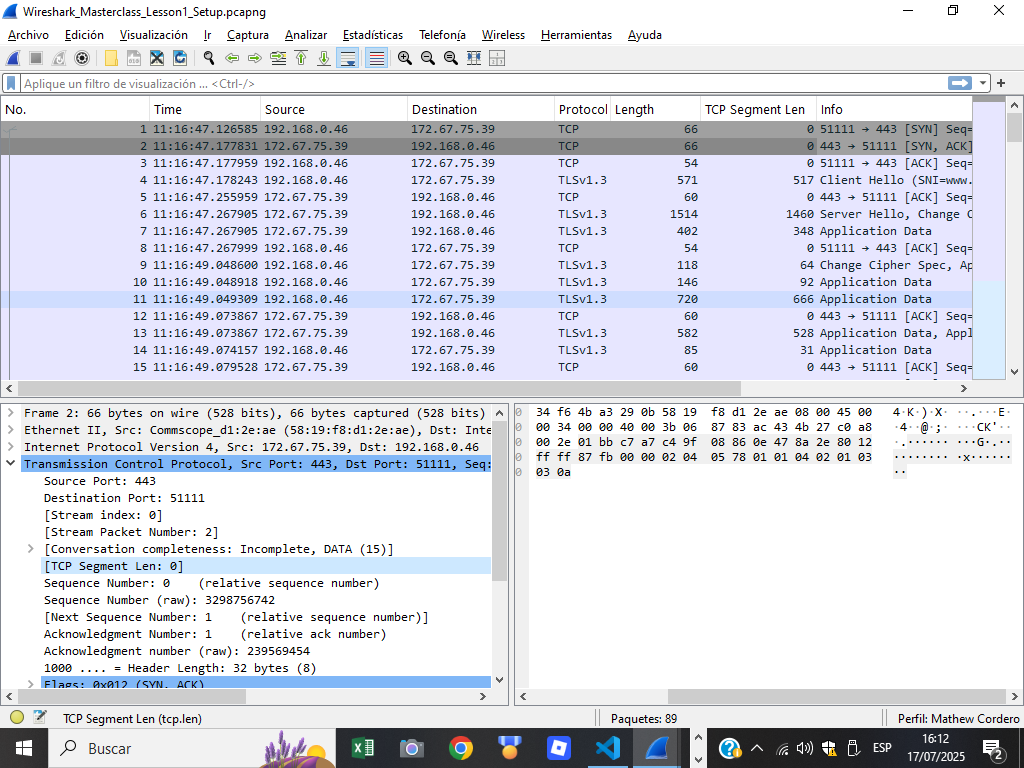 Wireshark_Masterclass_Lesson1_Setup.pcapng
Archivo Edición Visualización Ir Captura Analizar Estadísticas Telefonía Wireless Herramientas Ayuda
Aplique un filtro de visualización ... <Ctrl-/>
No. Time Source Destination Protocol Length TCP Segment Len Info
1 11:16:47.126585 192.168.0.46 172.67.75.39 TCP 66 0 51111 → 443 [SYN] Seq=
2 11:16:47.177831 172.67.75.39 192.168.0.46 TCP 66 0 443 → 51111 [SYN, ACK]
3 11:16:47.177959 192.168.0.46 172.67.75.39 TCP 54 0 51111 → 443 [ACK] Seq=
4 11:16:47.178243 192.168.0.46 172.67.75.39 TLSv1.3 571 517 Client Hello (SNI=www.
5 11:16:47.255959 172.67.75.39 192.168.0.46 TCP 60 0 443 → 51111 [ACK] Seq=
6 11:16:47.267905 172.67.75.39 192.168.0.46 TLSv1.3 1514 1460 Server Hello, Change C
7 11:16:47.267905 172.67.75.39 192.168.0.46 TLSv1.3 402 348 Application Data
8 11:16:47.267999 192.168.0.46 172.67.75.39 TCP 54 0 51111 → 443 [ACK] Seq=
9 11:16:49.048600 192.168.0.46 172.67.75.39 TLSv1.3 118 64 Change Cipher Spec, Ap
10 11:16:49.048918 192.168.0.46 172.67.75.39 TLSv1.3 146 92 Application Data
11 11:16:49.049309 192.168.0.46 172.67.75.39 TLSv1.3 720 666 Application Data
12 11:16:49.073867 172.67.75.39 192.168.0.46 TCP 60 0 443 → 51111 [ACK] Seq=
13 11:16:49.073867 172.67.75.39 192.168.0.46 TLSv1.3 582 528 Application Data, Appl
14 11:16:49.074157 192.168.0.46 172.67.75.39 TLSv1.3 85 31 Application Data
15 11:16:49.079528 172.67.75.39 192.168.0.46 TCP 60 0 443 → 51111 [ACK] Seq=
Frame 2: 66 bytes on wire (528 bits), 66 bytes captured (528 bits)
Ethernet II, Src: Commscope_d1:2e:ae (58:19:f8:d1:2e:ae), Dst: Inte
Internet Protocol Version 4, Src: 172.67.75.39, Dst: 192.168.0.46
Transmission Control Protocol, Src Port: 443, Dst Port: 51111, Seq:
Source Port: 443
Destination Port: 51111
[Stream index: 0]
[Stream Packet Number: 2]
[Conversation completeness: Incomplete, DATA (15)]
[TCP Segment Len: 0]
Sequence Number: 0 (relative sequence number)
Sequence Number (raw): 3298756742
[Next Sequence Number: 1 (relative sequence number)]
Acknowledgment Number: 1 (relative ack number)
Acknowledgment number (raw): 239569454
1000 .... = Header Length: 32 bytes (8)
Flags: 0x012 (SYN, ACK)
0 34 f6 4b a3 29 0b 58 19 f8 d1 2e ae 08 00 45 00 4·K·)·X· ··.···E·
0 00 34 00 00 40 00 3b 06 87 83 ac 43 4b 27 c0 a8 ·4··@·;· ···CK'··
0 00 2e 01 bb c7 a7 c4 9f 08 86 0e 47 8a 2e 80 12 ·.······ ···G·.··
0 ff ff 87 fb 00 00 02 04 05 78 01 01 04 02 01 03 ········ ·x······
0 03 0a ··
TCP Segment Len (tcp.len) Paquetes: 89 Perfil: Mathew Cordero
Buscar
ESP
16:12
17/07/2025
2